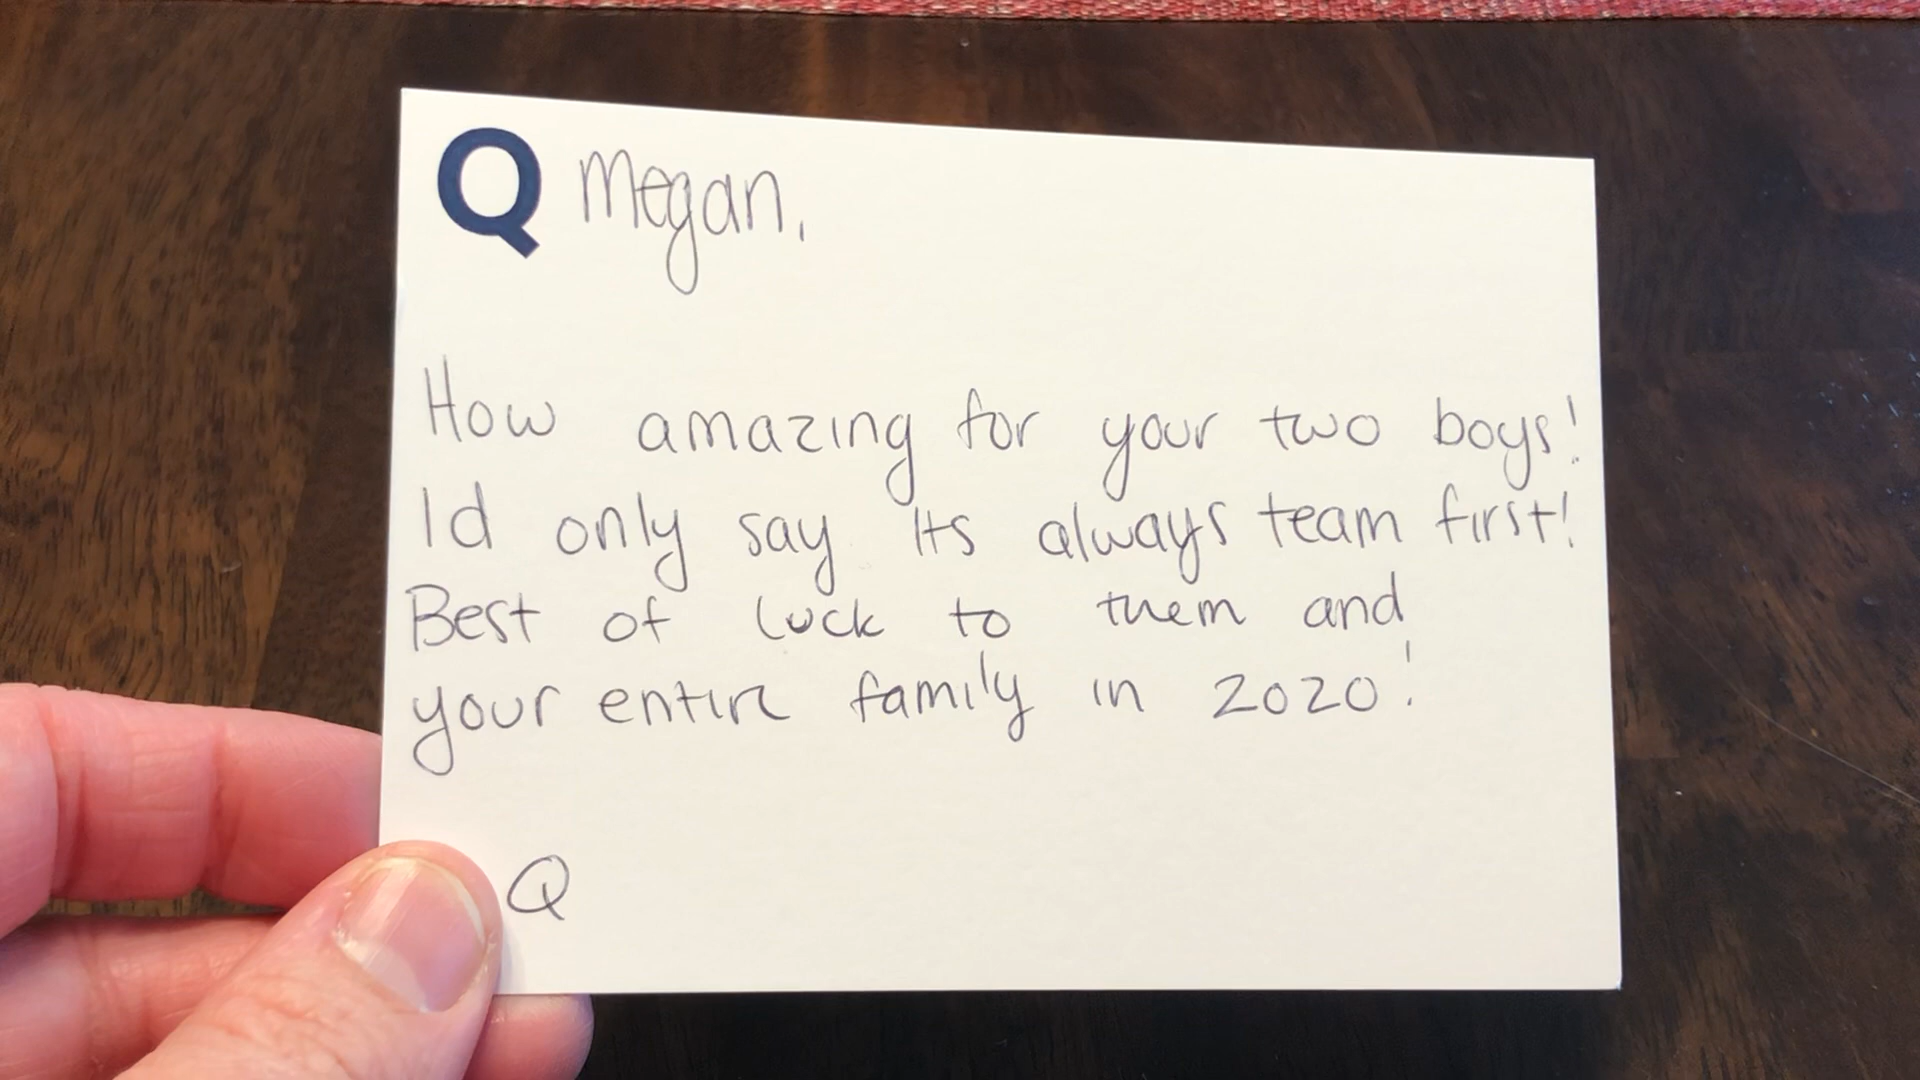 Q Megan,
How amazing for your two boys!
Id only say its always team first!
Best of luck to them and
your entire family in 2020!
Q